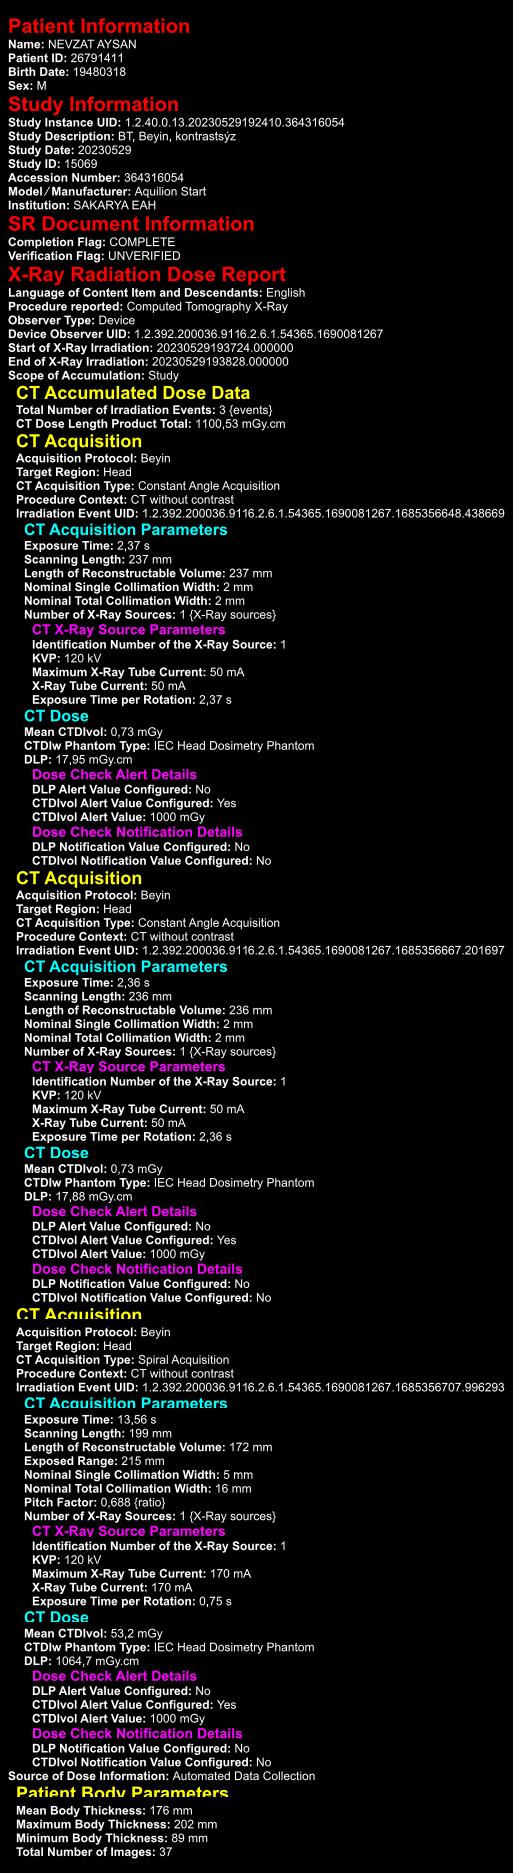 Patient Information
Name: NEVZAT AYSAN
Patient ID: 26791411
Birth Date: 19480318
Sex: M
Study Information
Study Instance UID: 1.2.40.0.13.20230529192410.364316054
Study Description: BT, Beyin, kontrastsýz
Study Date: 20230529
Study ID: 15069
Accession Number: 364316054
Model ⁄ Manufacturer: Aquilion Start
Institution: SAKARYA EAH
SR Document Information
Completion Flag: COMPLETE
Verification Flag: UNVERIFIED
X-Ray Radiation Dose Report
Language of Content Item and Descendants: English
Procedure reported: Computed Tomography X-Ray
Observer Type: Device
Device Observer UID: 1.2.392.200036.9116.2.6.1.54365.1690081267
Start of X-Ray Irradiation: 20230529193724.000000
End of X-Ray Irradiation: 20230529193828.000000
Scope of Accumulation: Study
CT Accumulated Dose Data
Total Number of Irradiation Events: 3 {events}
CT Dose Length Product Total: 1100,53 mGy.cm
CT Acquisition
Acquisition Protocol: Beyin
Target Region: Head
CT Acquisition Type: Constant Angle Acquisition
Procedure Context: CT without contrast
Irradiation Event UID: 1.2.392.200036.9116.2.6.1.54365.1690081267.1685356648.438669
CT Acquisition Parameters
Exposure Time: 2,37 s
Scanning Length: 237 mm
Length of Reconstructable Volume: 237 mm
Nominal Single Collimation Width: 2 mm
Nominal Total Collimation Width: 2 mm
Number of X-Ray Sources: 1 {X-Ray sources}
CT X-Ray Source Parameters
Identification Number of the X-Ray Source: 1
KVP: 120 kV
Maximum X-Ray Tube Current: 50 mA
X-Ray Tube Current: 50 mA
Exposure Time per Rotation: 2,37 s
CT Dose
Mean CTDIvol: 0,73 mGy
CTDIw Phantom Type: IEC Head Dosimetry Phantom
DLP: 17,95 mGy.cm
Dose Check Alert Details
DLP Alert Value Configured: No
CTDIvol Alert Value Configured: Yes
CTDIvol Alert Value: 1000 mGy
Dose Check Notification Details
DLP Notification Value Configured: No
CTDIvol Notification Value Configured: No
CT Acquisition
Acquisition Protocol: Beyin
Target Region: Head
CT Acquisition Type: Constant Angle Acquisition
Procedure Context: CT without contrast
Irradiation Event UID: 1.2.392.200036.9116.2.6.1.54365.1690081267.1685356667.201697
CT Acquisition Parameters
Exposure Time: 2,36 s
Scanning Length: 236 mm
Length of Reconstructable Volume: 236 mm
Nominal Single Collimation Width: 2 mm
Nominal Total Collimation Width: 2 mm
Number of X-Ray Sources: 1 {X-Ray sources}
CT X-Ray Source Parameters
Identification Number of the X-Ray Source: 1
KVP: 120 kV
Maximum X-Ray Tube Current: 50 mA
X-Ray Tube Current: 50 mA
Exposure Time per Rotation: 2,36 s
CT Dose
Mean CTDIvol: 0,73 mGy
CTDIw Phantom Type: IEC Head Dosimetry Phantom
DLP: 17,88 mGy.cm
Dose Check Alert Details
DLP Alert Value Configured: No
CTDIvol Alert Value Configured: Yes
CTDIvol Alert Value: 1000 mGy
Dose Check Notification Details
DLP Notification Value Configured: No
CTDIvol Notification Value Configured: No
CT Acquisition
Acquisition Protocol: Beyin
Target Region: Head
CT Acquisition Type: Spiral Acquisition
Procedure Context: CT without contrast
Irradiation Event UID: 1.2.392.200036.9116.2.6.1.54365.1690081267.1685356707.996293
CT Acquisition Parameters
Exposure Time: 13,56 s
Scanning Length: 199 mm
Length of Reconstructable Volume: 172 mm
Exposed Range: 215 mm
Nominal Single Collimation Width: 5 mm
Nominal Total Collimation Width: 16 mm
Pitch Factor: 0,688 {ratio}
Number of X-Ray Sources: 1 {X-Ray sources}
CT X-Ray Source Parameters
Identification Number of the X-Ray Source: 1
KVP: 120 kV
Maximum X-Ray Tube Current: 170 mA
X-Ray Tube Current: 170 mA
Exposure Time per Rotation: 0,75 s
CT Dose
Mean CTDIvol: 53,2 mGy
CTDIw Phantom Type: IEC Head Dosimetry Phantom
DLP: 1064,7 mGy.cm
Dose Check Alert Details
DLP Alert Value Configured: No
CTDIvol Alert Value Configured: Yes
CTDIvol Alert Value: 1000 mGy
Dose Check Notification Details
DLP Notification Value Configured: No
CTDIvol Notification Value Configured: No
Source of Dose Information: Automated Data Collection
Patient Body Parameters
Mean Body Thickness: 176 mm
Maximum Body Thickness: 202 mm
Minimum Body Thickness: 89 mm
Total Number of Images: 37